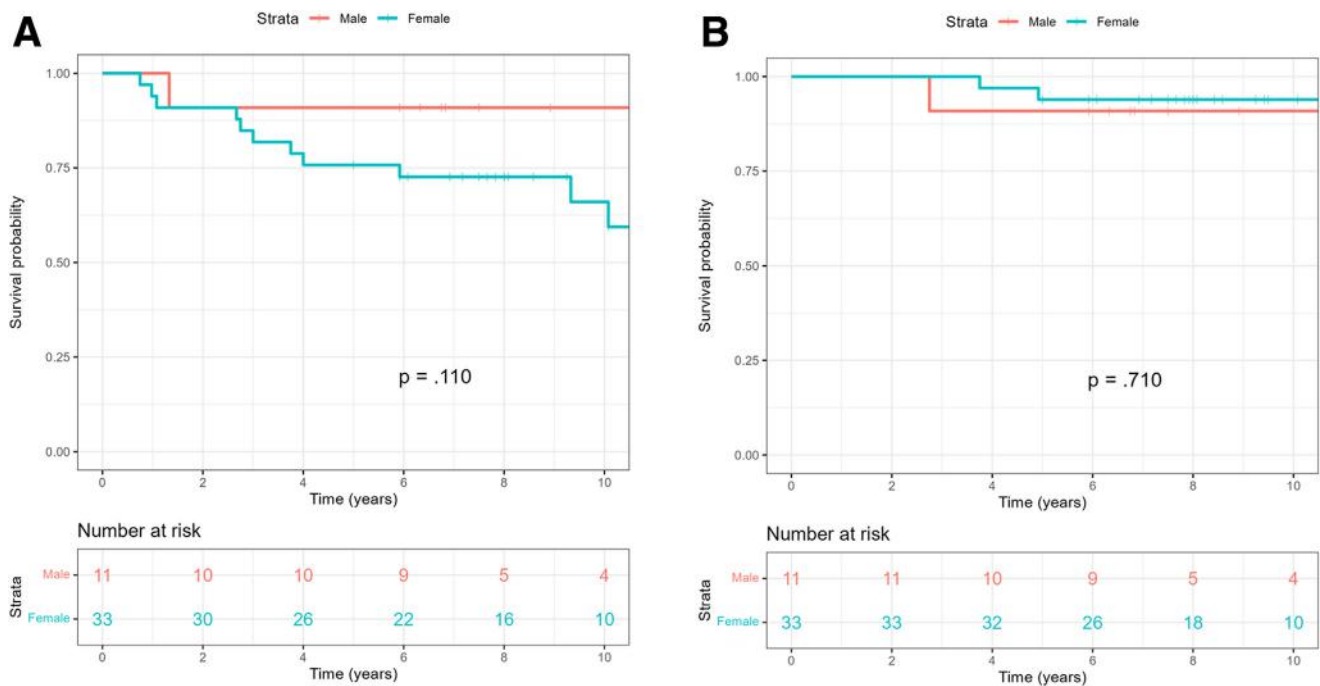 A
Strata Male Female
Survival probability
1.00
0.75
0.50
0.25
0.00
p = .110
0 2 4 6 8 10
Time (years)
Number at risk
Strata
Male 11 10 10 9 5 4
Female 33 30 26 22 16 10
0 2 4 6 8 10
Time (years)
B
Strata Male Female
Survival probability
1.00
0.75
0.50
0.25
0.00
p = .710
0 2 4 6 8 10
Time (years)
Number at risk
Strata
Male 11 11 10 9 5 4
Female 33 33 32 26 18 10
0 2 4 6 8 10
Time (years)